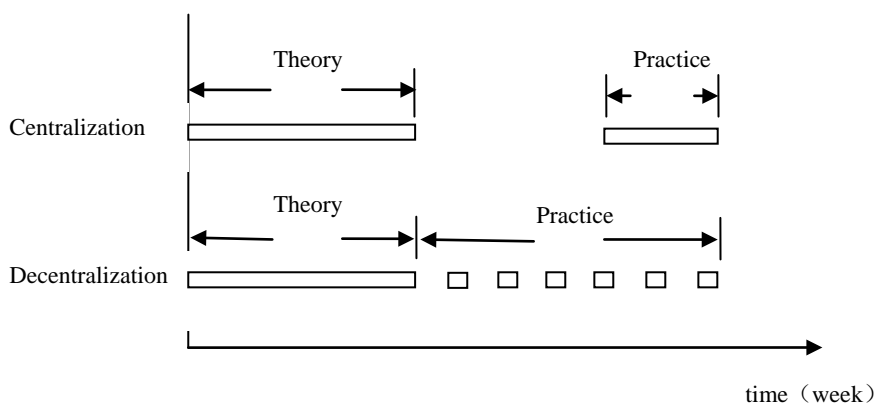 Theory
Practice
Centralization
Theory
Practice
Decentralization
time（week）